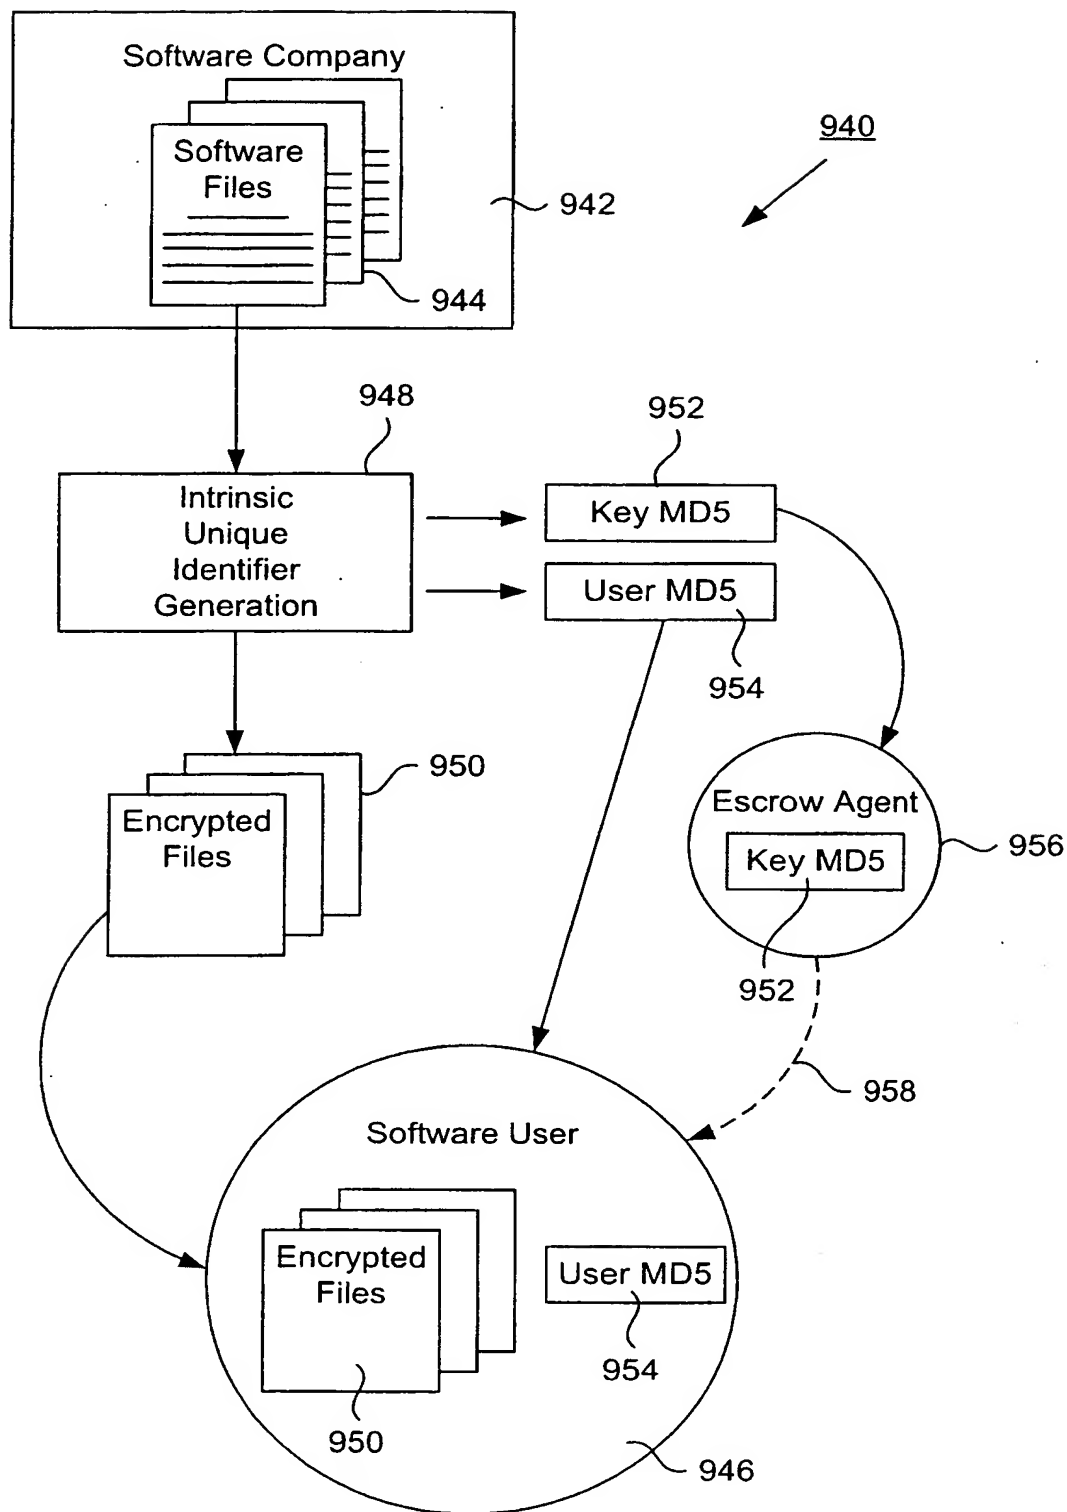 Software Company
Software
Files
940
942
944
948
952
Intrinsic
Unique
Identifier
Generation
Key MD5
User MD5
954
950
Encrypted
Files
Escrow Agent
Key MD5
956
952
958
Software User
Encrypted
Files
User MD5
954
950
946